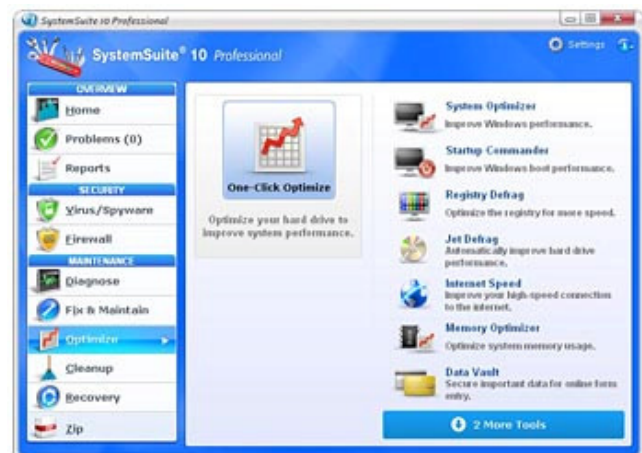 SystemSuite 10 Professional
SystemSuite® 10 Professional
Settings
OVERVIEW
Home
Problems (0)
Reports
SECURITY
Virus/Spyware
Firewall
MAINTENANCE
Diagnose
Fix & Maintain
Optimize
Cleanup
Recovery
Zip
One-Click Optimize
Optimize your hard drive to
improve system performance.
System Optimizer
Improve Windows performance.
Startup Commander
Improve Windows boot performance.
Registry Defrag
Optimize the registry for more speed.
Jet Defrag
Automatically improve hard drive
performance.
Internet Speed
Improve your high-speed connection
to the internet.
Memory Optimizer
Optimize system memory usage.
Data Vault
Secure important data for online form
entry.
2 More Tools